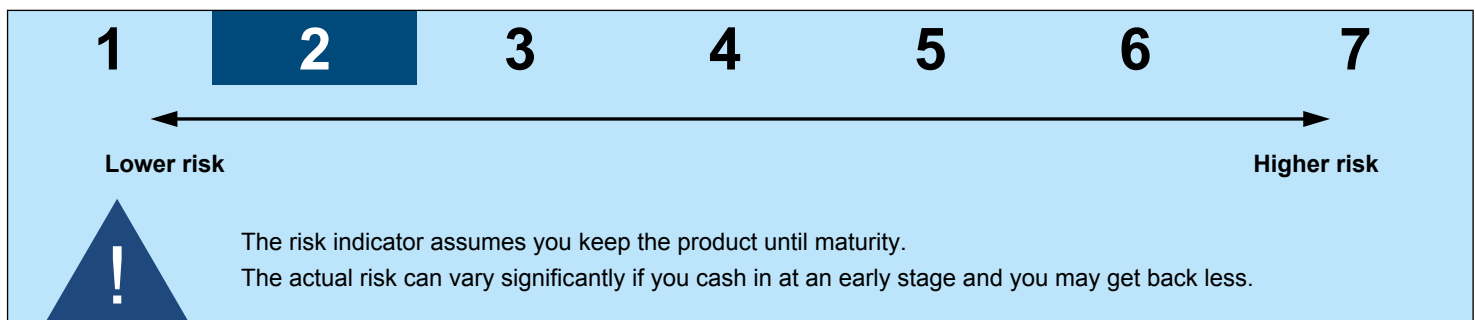 1 2 3 4 5 6 7
Lower risk Higher risk
!
The risk indicator assumes you keep the product until maturity.
The actual risk can vary significantly if you cash in at an early stage and you may get back less.